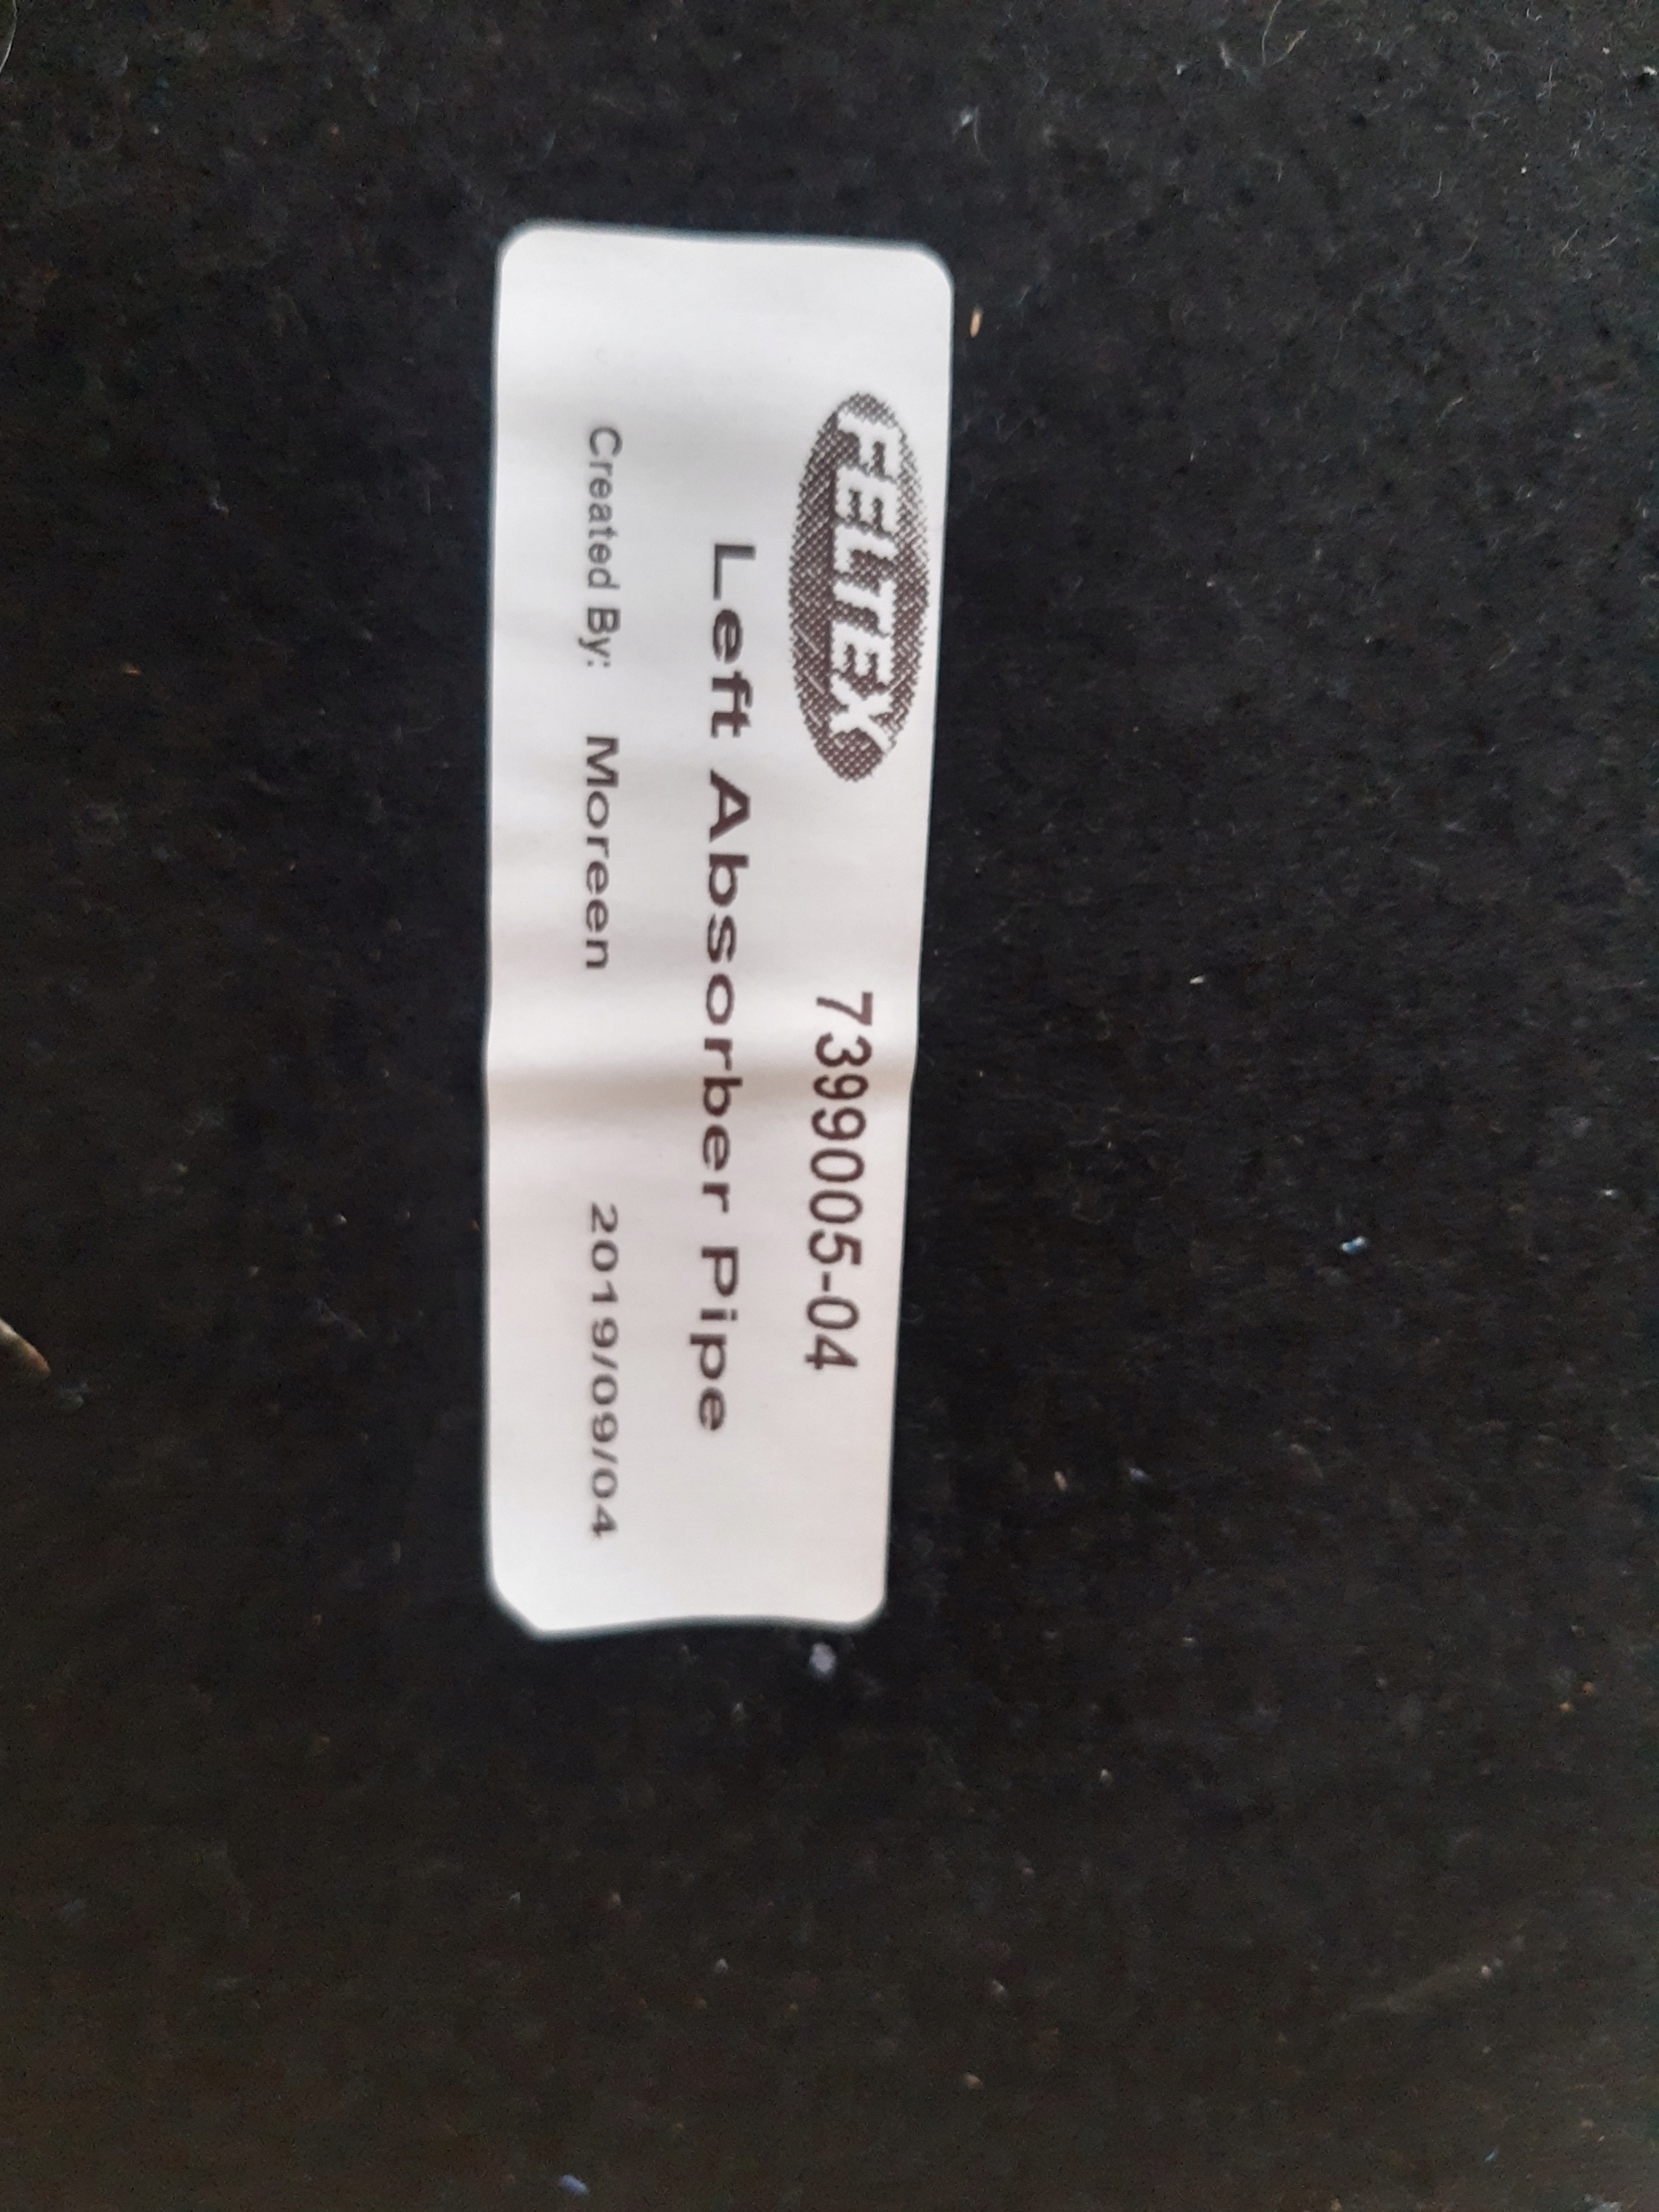 FELTEX 7399005-04
Left Absorber Pipe
Created By: Moreen 2019/09/04